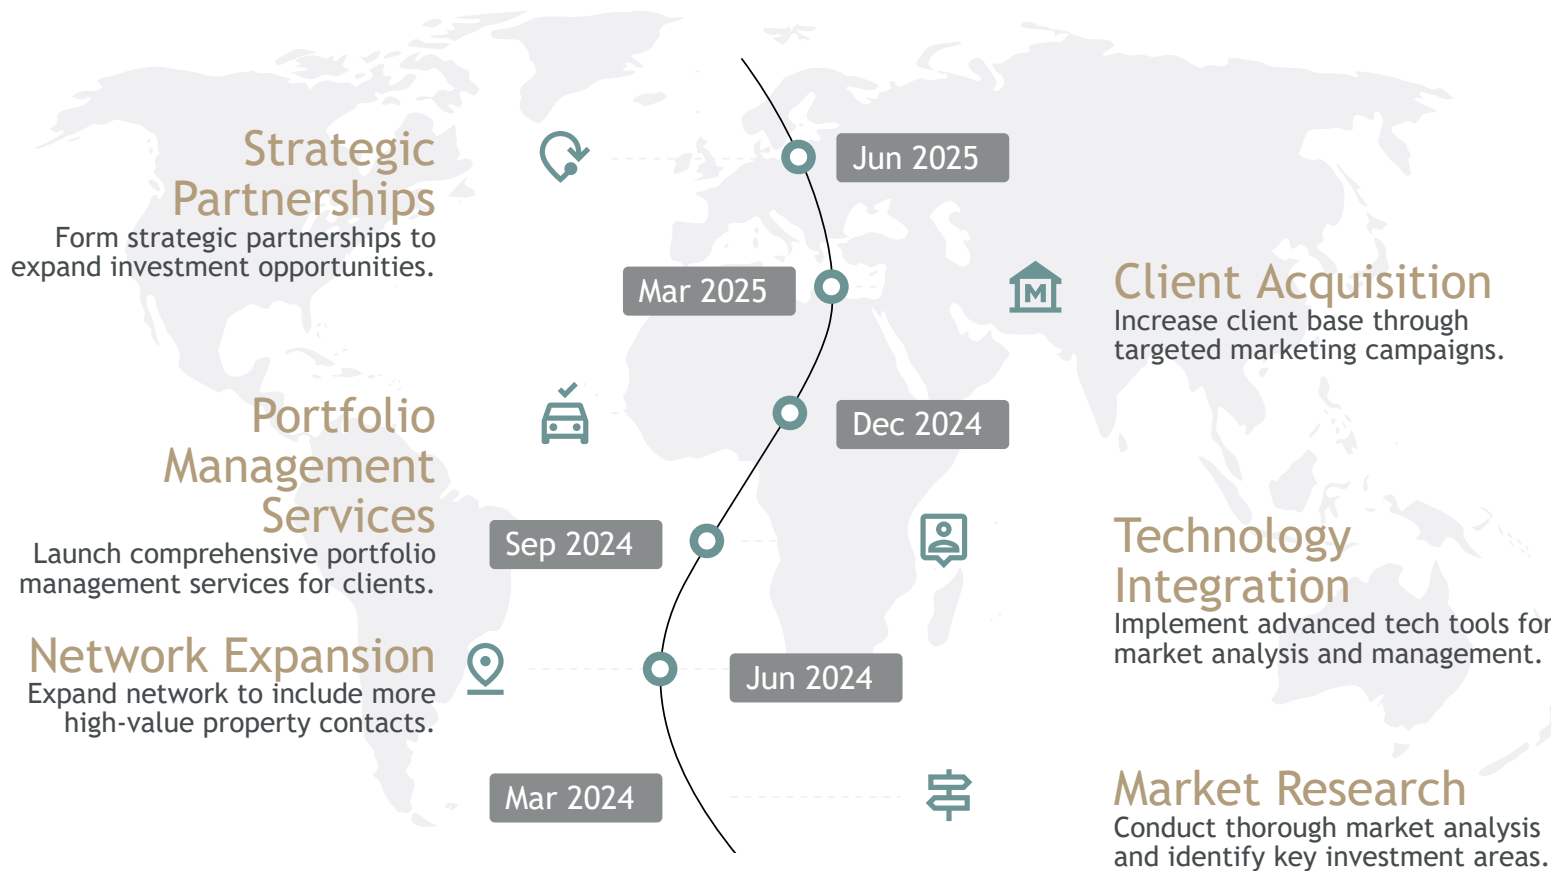 Strategic
Partnerships
Form strategic partnerships to
expand investment opportunities.
Jun 2025
Mar 2025
Client Acquisition
Increase client base through
targeted marketing campaigns.
Portfolio
Management
Services
Launch comprehensive portfolio
management services for clients.
Dec 2024
Sep 2024
Technology
Integration
Implement advanced tech tools for
market analysis and management.
Network Expansion
Expand network to include more
high-value property contacts.
Jun 2024
Mar 2024
Market Research
Conduct thorough market analysis
and identify key investment areas.